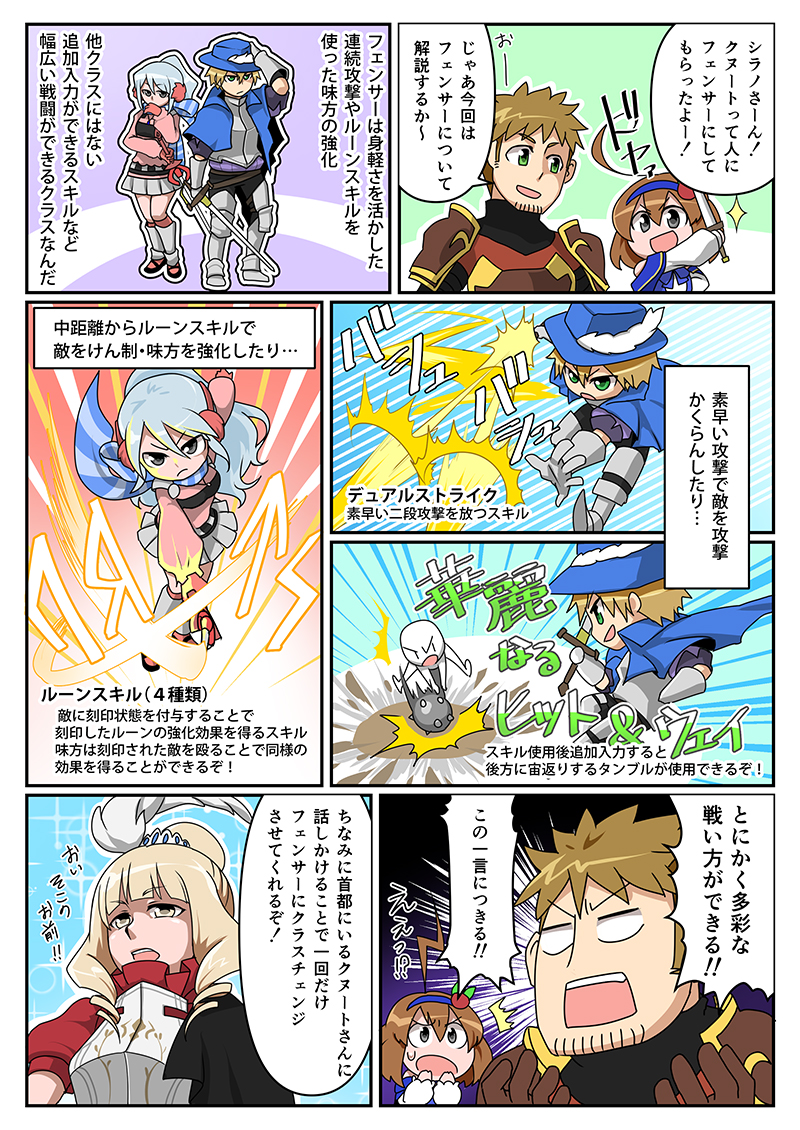 シラノさーん!
クヌートって人に
フェンサーにして
もらったよー!
ドヤァ
おー
じゃあ今回は
フェンサーについて
解説するか〜
フェンサーは身軽さを活かした
連続攻撃やルーンスキルを
使った味方の強化
他クラスにはない
追加入力ができるスキルなど
幅広い戦闘ができるクラスなんだ
素早い攻撃で敵を攻撃
かくらんしたり…
バシュ
バシュ
デュアルストライク
素早い二段攻撃を放つスキル
中距離からルーンスキルで
敵をけん制・味方を強化したり…
ルーンスキル(4種類)
敵に刻印状態を付与することで
刻印したルーンの強化効果を得るスキル
味方は刻印された敵を殴ることで同様の
効果を得ることができるぞ!
華麗
なる
ヒット&ウェイ
スキル使用後追加入力すると
後方に宙返りするタンブルが使用できるぞ!
とにかく多彩な
戦い方ができる!!
この一言につきる!!
ええっ!?
ちなみに首都にいるクヌートさんに
話しかけることで一回だけ
フェンサーにクラスチェンジ
させてくれるぞ!
おい
そこの
お前!!